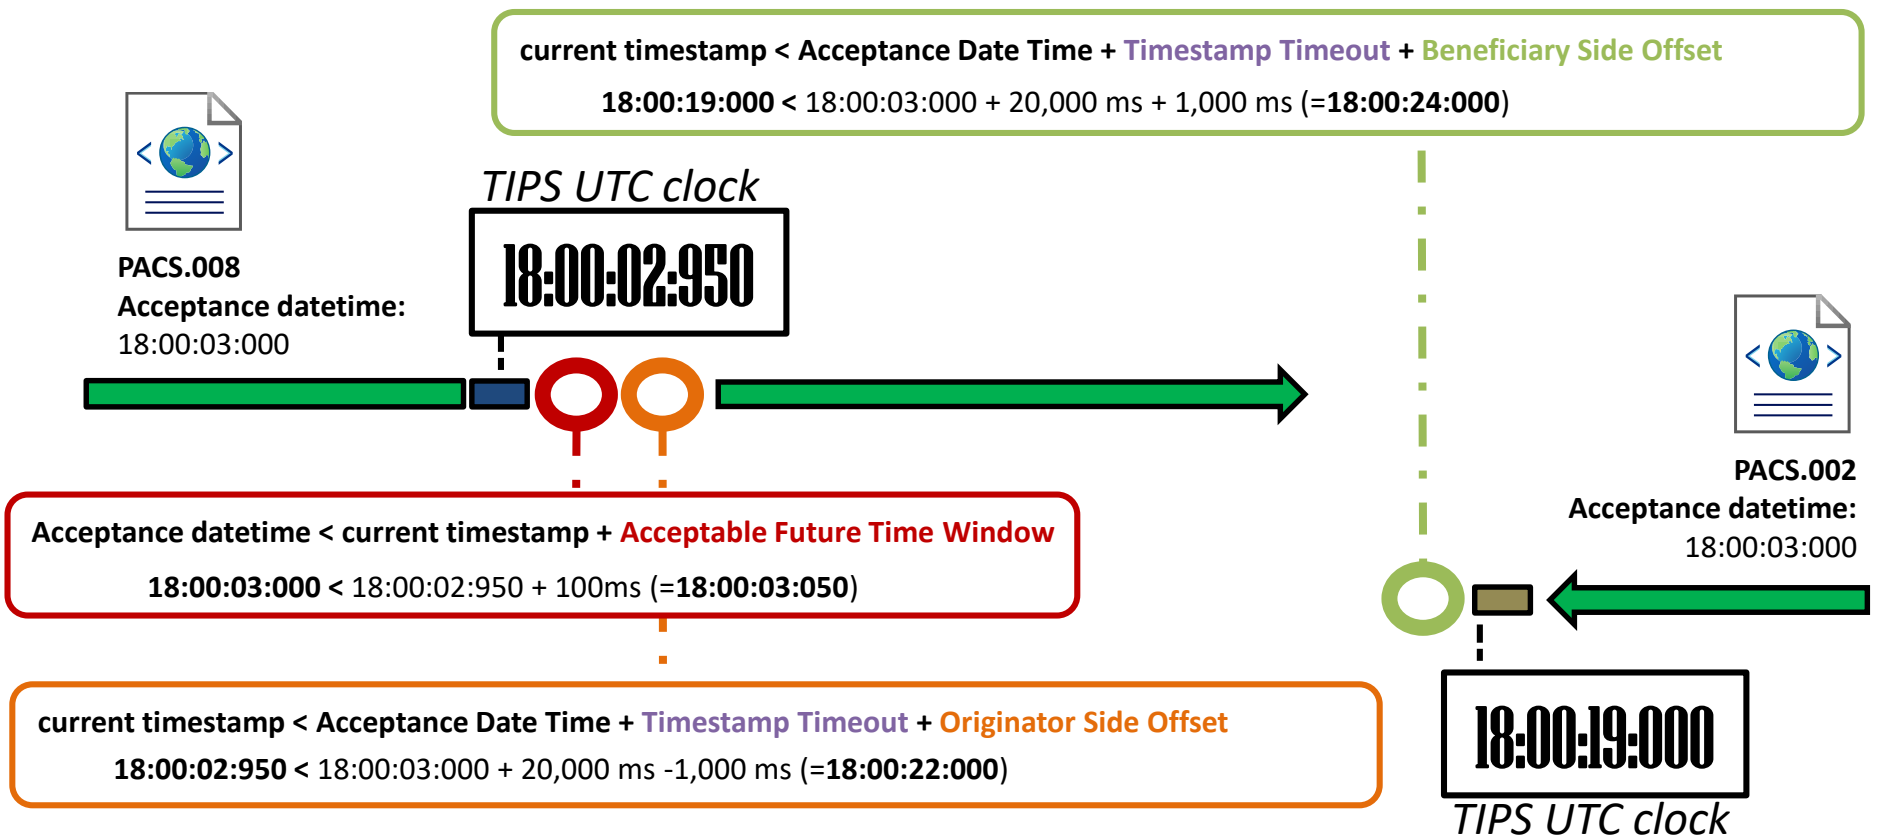 current timestamp < Acceptance Date Time + Timestamp Timeout + Beneficiary Side Offset
18:00:19:000 < 18:00:03:000 + 20,000 ms + 1,000 ms (=18:00:24:000)
TIPS UTC clock
18:00:02:950
PACS.008
Acceptance datetime:
18:00:03:000
PACS.002
Acceptance datetime:
18:00:03:000
Acceptance datetime < current timestamp + Acceptable Future Time Window
18:00:03:000 < 18:00:02:950 + 100ms (=18:00:03:050)
current timestamp < Acceptance Date Time + Timestamp Timeout + Originator Side Offset
18:00:02:950 < 18:00:03:000 + 20,000 ms -1,000 ms (=18:00:22:000)
18:00:19:000
TIPS UTC clock